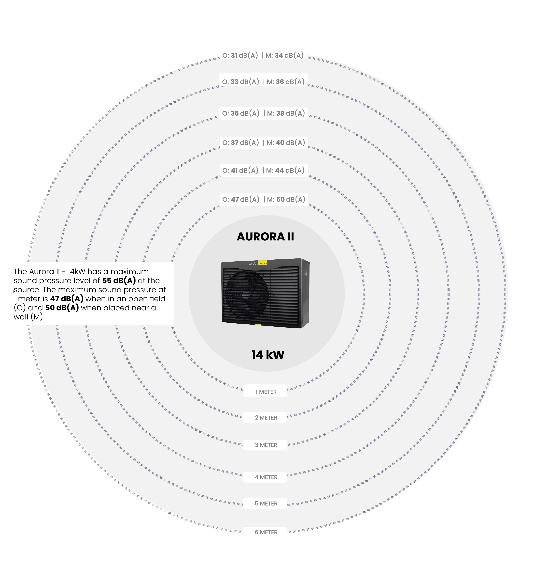 O: 31 dB(A) | M: 34 dB(A)
O: 33 dB(A) | M: 36 dB(A)
O: 35 dB(A) | M: 38 dB(A)
O: 37 dB(A) | M: 40 dB(A)
O: 41 dB(A) | M: 44 dB(A)
O: 47 dB(A) | M: 50 dB(A)
AURORA II
The Aurora II - 14kW has a maximum
sound pressure level of 55 dB(A) at the
source. The maximum sound pressure at
1 meter is 47 dB(A) when in an open field
(O) and 50 dB(A) when placed near a
wall (M).
14 kW
1 METER
2 METER
3 METER
4 METER
5 METER
6 METER